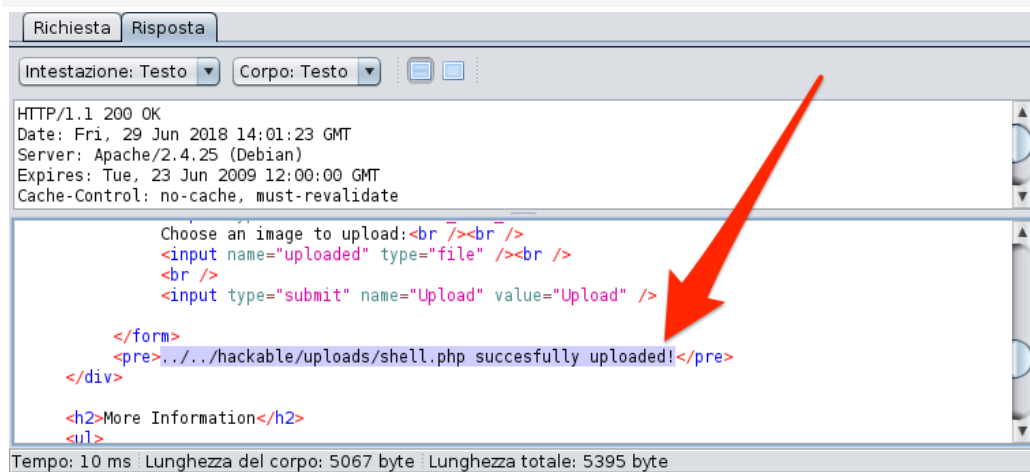 Richiesta Risposta
Intestazione: Testo Corpo: Testo
HTTP/1.1 200 OK
Date: Fri, 29 Jun 2018 14:01:23 GMT
Server: Apache/2.4.25 (Debian)
Expires: Tue, 23 Jun 2009 12:00:00 GMT
Cache-Control: no-cache, must-revalidate
Choose an image to upload:<br /><br />
<input name="uploaded" type="file" /><br />
<br />
<input type="submit" name="Upload" value="Upload" />
</form>
<pre>../../hackable/uploads/shell.php succesfully uploaded!</pre>
</div>
<h2>More Information</h2>
<ul>
Tempo: 10 ms Lunghezza del corpo: 5067 byte Lunghezza totale: 5395 byte